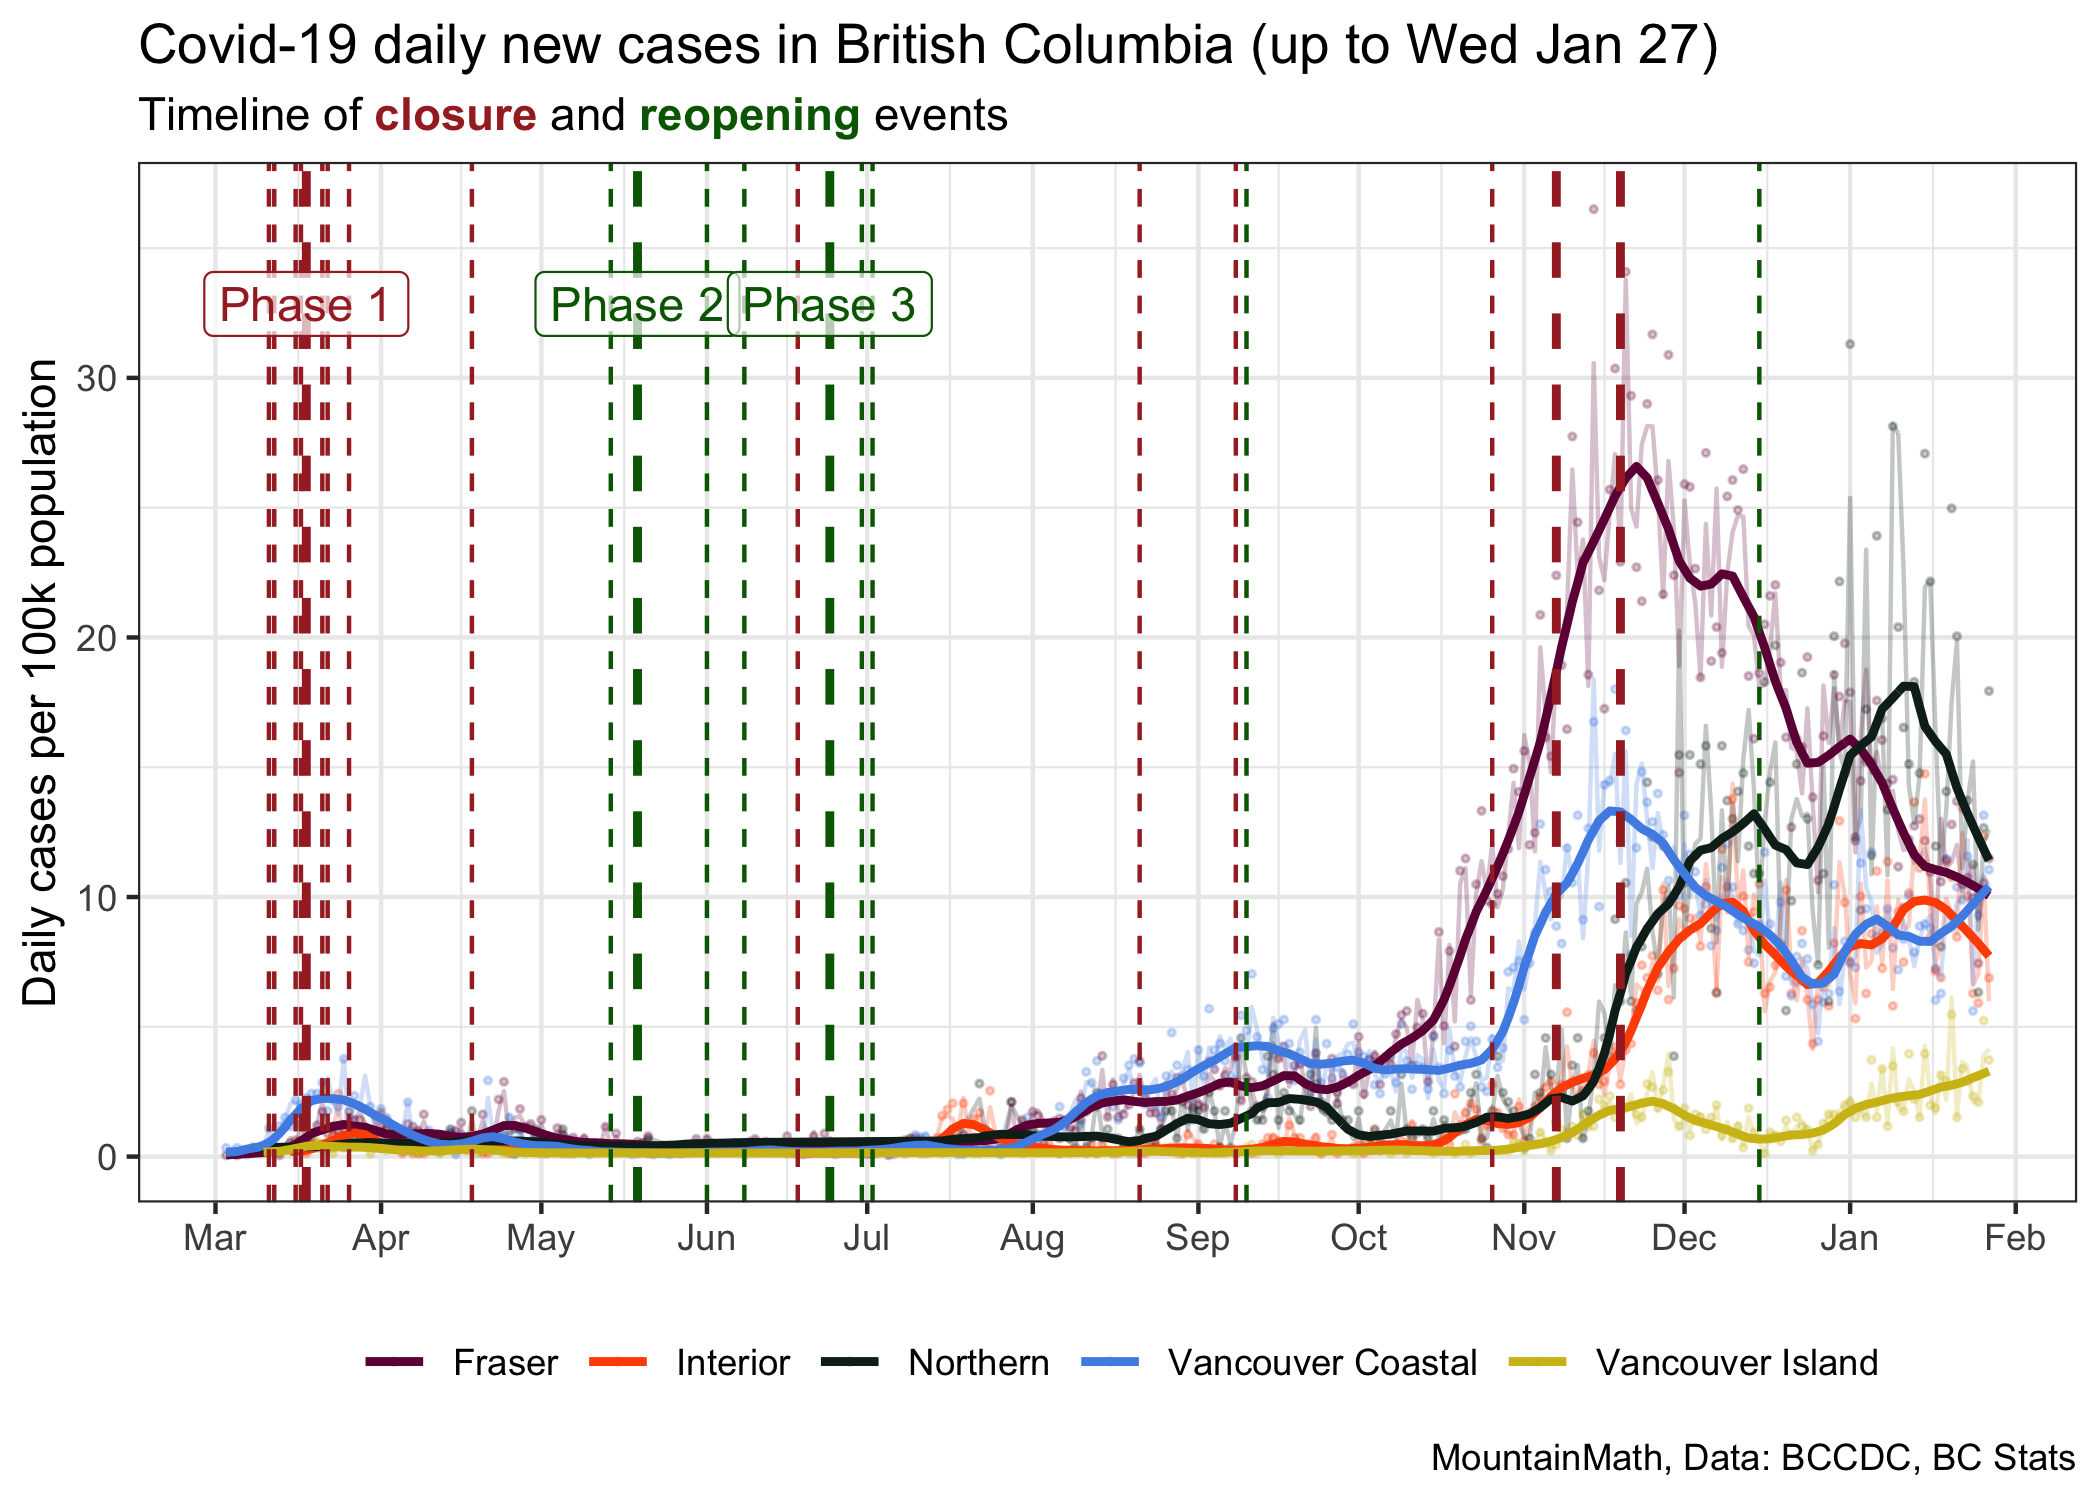 Covid-19 daily new cases in British Columbia (up to Wed Jan 27)
Timeline of closure and reopening events
Phase 1
Phase 2
Phase 3
Daily cases per 100k population
30
20
10
0
Mar
Apr
May
Jun
Jul
Aug
Sep
Oct
Nov
Dec
Jan
Feb
Fraser
Interior
Northern
Vancouver Coastal
Vancouver Island
MountainMath, Data: BCCDC, BC Stats